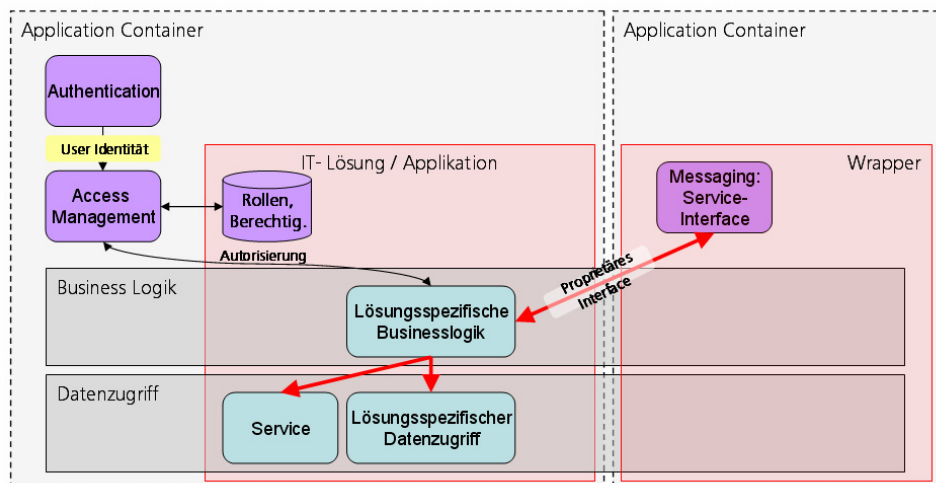 Application Container
Application Container
Authentication
User Identität
IT- Lösung / Applikation
Wrapper
Access
Management
Rollen,
Berechtig.
Messaging:
Service-
Interface
Autorisierung
Proprietäres
Interface
Business Logik
Lösungsspezifische
Businesslogik
Datenzugriff
Service
Lösungsspezifischer
Datenzugriff